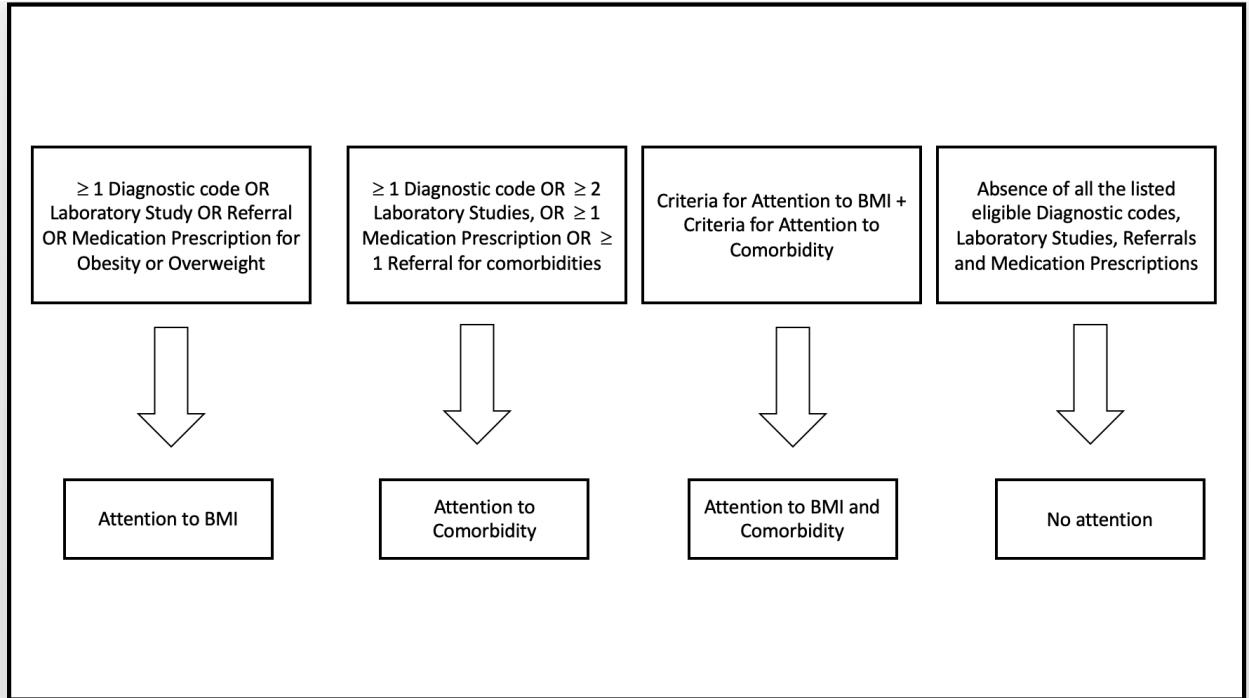 ≥ 1 Diagnostic code OR
Laboratory Study OR Referral
OR Medication Prescription for
Obesity or Overweight
≥ 1 Diagnostic code OR ≥ 2
Laboratory Studies, OR ≥ 1
Medication Prescription OR ≥
1 Referral for comorbidities
Criteria for Attention to BMI +
Criteria for Attention to
Comorbidity
Absence of all the listed
eligible Diagnostic codes,
Laboratory Studies, Referrals
and Medication Prescriptions
Attention to BMI
Attention to
Comorbidity
Attention to BMI and
Comorbidity
No attention